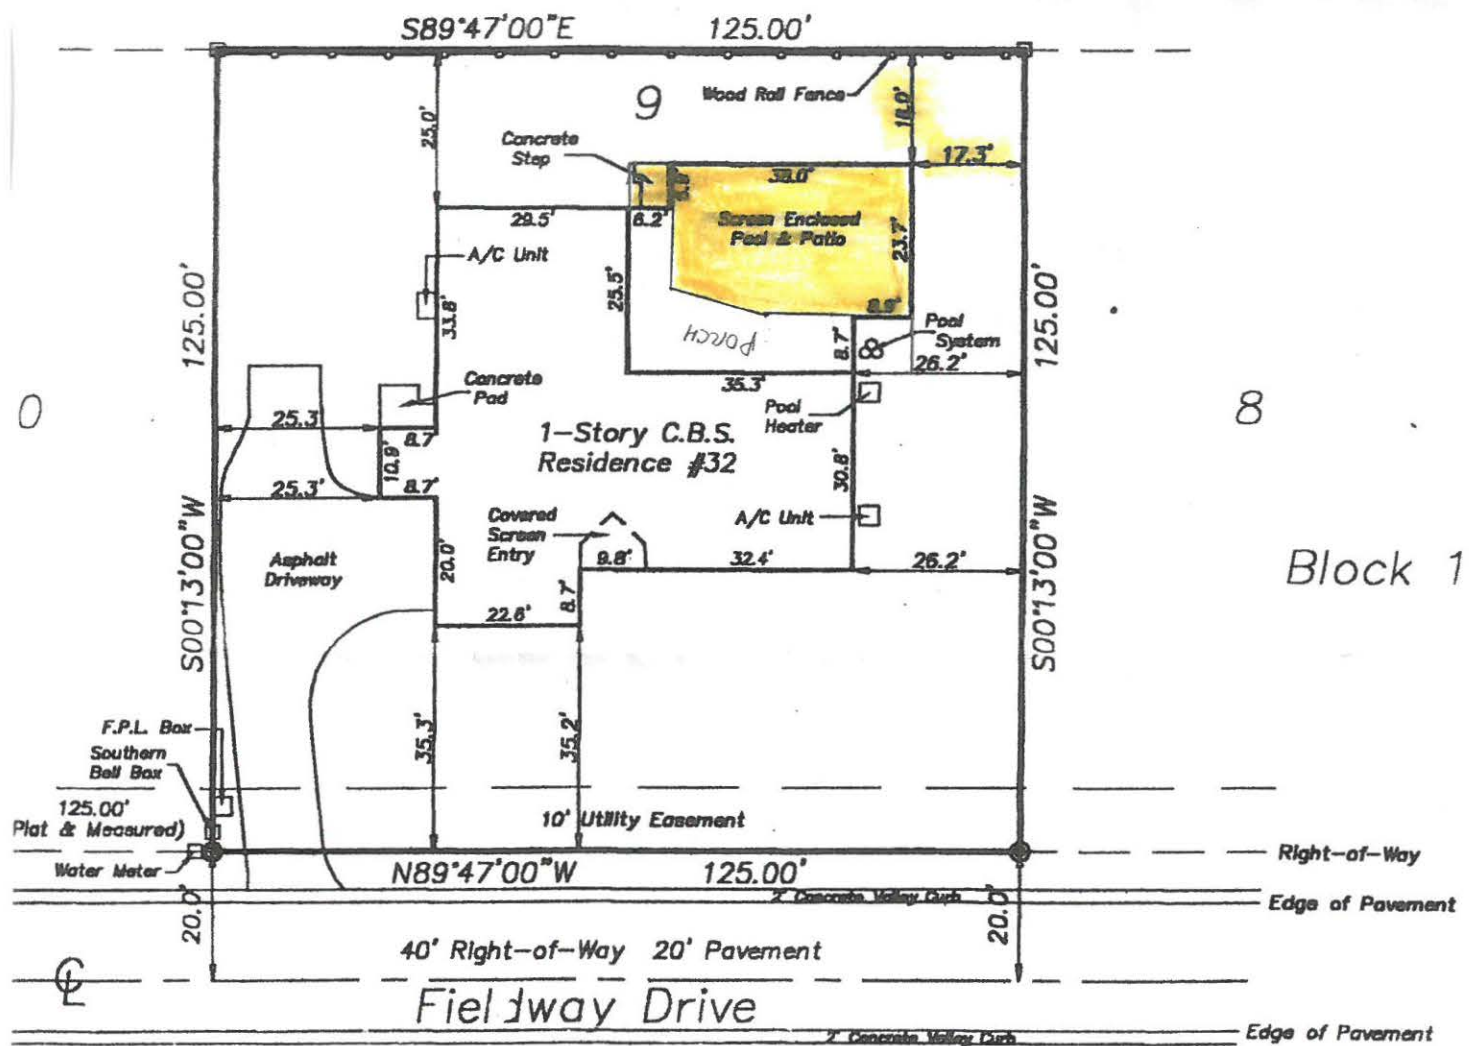 S89°47'00"E 125.00'
9
Wood Rail Fence
25.0'
18.0'
Concrete
Step
17.3'
38.0'
29.5'
6.2'
Screen Enclosed
Pool & Patio
23.7'
A/C Unit
25.5'
125.00'
125.00'
33.8'
8.9'
Pool
System
PORCH
8.7'
26.2'
35.3'
Concrete
Pad
Pool
Heater
0
8
25.3'
8.7'
1-Story C.B.S.
Residence #32
10.9'
30.8'
25.3'
8.7'
S00°13'00"W
S00°13'00"W
Covered
Screen
Entry
A/C Unit
Asphalt
Driveway
20.0'
9.8'
32.4'
26.2'
Block 1
8.7'
22.6'
35.3'
35.2'
F.P.L. Box
Southern
Bell Box
125.00'
Plat & Measured)
10' Utility Easement
Water Meter
N89°47'00"W 125.00'
Right-of-Way
2' Concrete Valley Curb
Edge of Pavement
20.0'
20.0'
40' Right-of-Way 20' Pavement
CL
Fieldway Drive
2' Concrete Valley Curb
Edge of Pavement